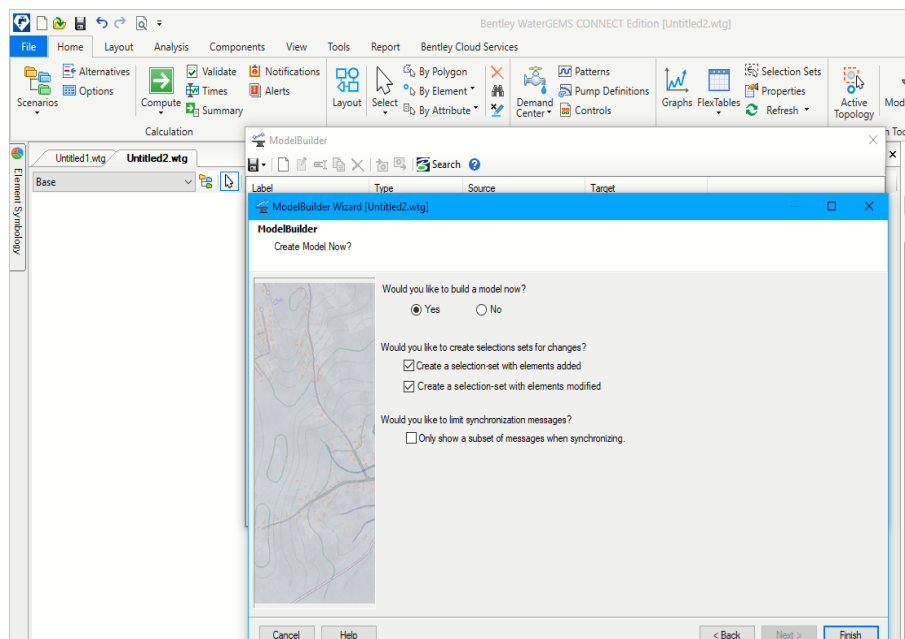 Bentley WaterGEMS CONNECT Edition [Untitled2.wtg]
File Home Layout Analysis Components View Tools Report Bentley Cloud Services
Scenarios
Alternatives
Options
Compute
Validate
Times
Summary
Notifications
Alerts
Calculation
Layout
Select
By Polygon
By Element
By Attribute
Demand Center
Patterns
Pump Definitions
Controls
Graphs
FlexTables
Selection Sets
Properties
Refresh
Active Topology
Untitled1.wtg Untitled2.wtg
Base
Element Symbology
ModelBuilder
Search
Label Type Source Target
ModelBuilder Wizard [Untitled2.wtg]
ModelBuilder
Create Model Now?
Would you like to build a model now?
Yes No
Would you like to create selections sets for changes?
Create a selection-set with elements added
Create a selection-set with elements modified
Would you like to limit synchronization messages?
Only show a subset of messages when synchronizing.
Cancel Help < Back Next > Finish